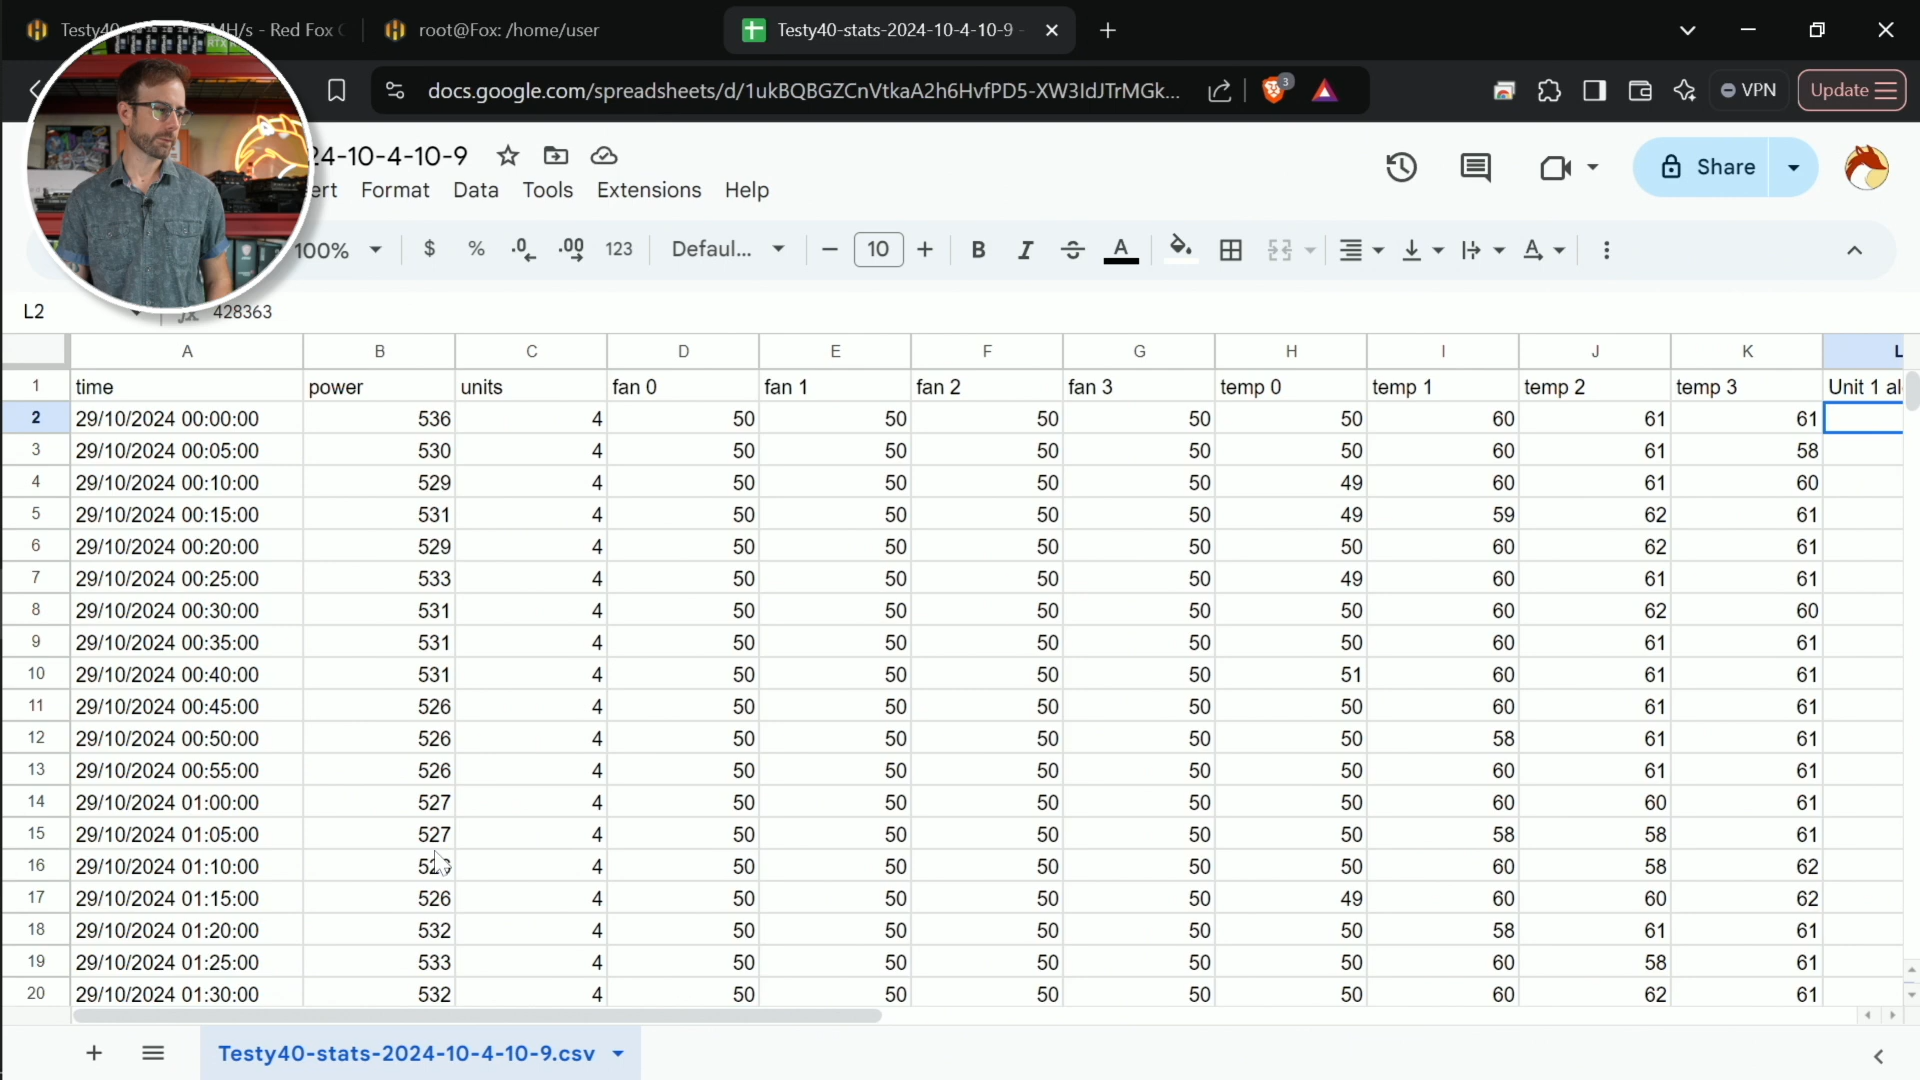 Testy40 MH/s - Red Fox
root@Fox: /home/user
Testy40-stats-2024-10-4-10-9
docs.google.com/spreadsheets/d/1ukBQBGZCnVtkaA2h6HvfPD5-XW3IdJTrMGk...
3
VPN
Update
24-10-4-10-9
Share
Format Data Tools Extensions Help
100% $ % .0 .00 123 Defaul... 10 B I A
L2 fx 428363
A B C D E F G H I J K L
1 time power units fan 0 fan 1 fan 2 fan 3 temp 0 temp 1 temp 2 temp 3 Unit 1
2 29/10/2024 00:00:00 536 4 50 50 50 50 50 60 61 61
3 29/10/2024 00:05:00 530 4 50 50 50 50 50 60 61 58
4 29/10/2024 00:10:00 529 4 50 50 50 50 49 60 61 60
5 29/10/2024 00:15:00 531 4 50 50 50 50 49 59 62 61
6 29/10/2024 00:20:00 529 4 50 50 50 50 50 60 62 61
7 29/10/2024 00:25:00 533 4 50 50 50 50 49 60 61 61
8 29/10/2024 00:30:00 531 4 50 50 50 50 50 60 62 60
9 29/10/2024 00:35:00 531 4 50 50 50 50 50 60 61 61
10 29/10/2024 00:40:00 531 4 50 50 50 50 51 60 61 61
11 29/10/2024 00:45:00 526 4 50 50 50 50 50 60 61 61
12 29/10/2024 00:50:00 526 4 50 50 50 50 50 58 61 61
13 29/10/2024 00:55:00 526 4 50 50 50 50 50 60 61 61
14 29/10/2024 01:00:00 527 4 50 50 50 50 50 60 60 61
15 29/10/2024 01:05:00 527 4 50 50 50 50 50 58 58 61
16 29/10/2024 01:10:00 4 50 50 50 50 50 60 58 62
17 29/10/2024 01:15:00 526 4 50 50 50 50 49 60 60 62
18 29/10/2024 01:20:00 532 4 50 50 50 50 50 58 61 61
19 29/10/2024 01:25:00 533 4 50 50 50 50 50 60 58 61
20 29/10/2024 01:30:00 532 4 50 50 50 50 50 60 62 61
Testy40-stats-2024-10-4-10-9.csv